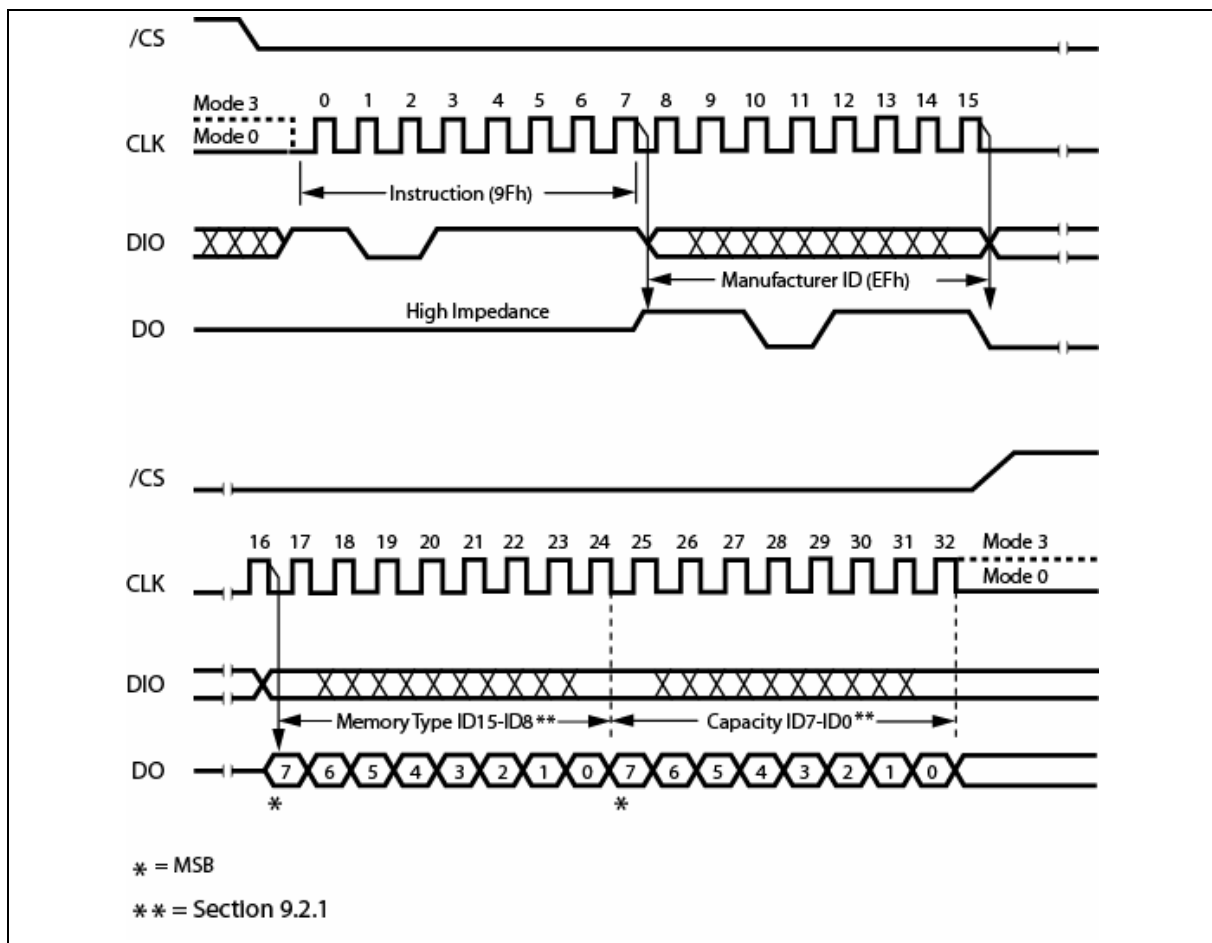 /CS
Mode 3
0 1 2 3 4 5 6 7 8 9 10 11 12 13 14 15
Mode 0
CLK
Instruction (9Fh)
DIO
Manufacturer ID (EFh)
High Impedance
DO
/CS
16 17 18 19 20 21 22 23 24 25 26 27 28 29 30 31 32
Mode 3
Mode 0
CLK
DIO
Memory Type ID15-ID8** Capacity ID7-ID0**
DO
7 6 5 4 3 2 1 0 7 6 5 4 3 2 1 0
* *
* = MSB
** = Section 9.2.1